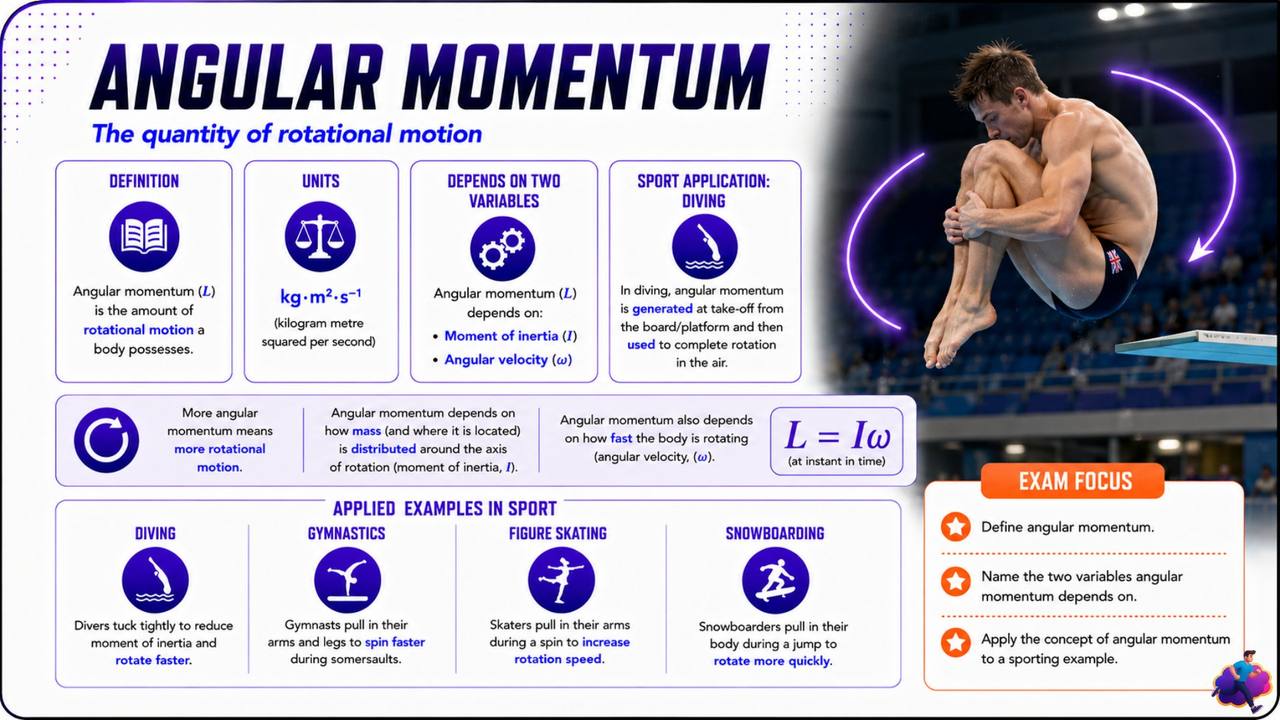 ANGULAR MOMENTUM
The quantity of rotational motion
DEFINITION
Angular momentum (L)
is the amount of
rotational motion a
body possesses.
UNITS
kg·m²·s⁻¹
(kilogram metre
squared per second)
DEPENDS ON TWO
VARIABLES
Angular momentum (L)
depends on:
• Moment of inertia (I)
• Angular velocity (ω)
SPORT APPLICATION:
DIVING
In diving, angular momentum
is generated at take-off from
the board/platform and then
used to complete rotation
in the air.
More angular
momentum means
more rotational
motion.
Angular momentum depends on
how mass (and where it is located)
is distributed around the axis
of rotation (moment of inertia, I).
Angular momentum also depends
on how fast the body is rotating
(angular velocity, (ω).
L = Iω
(at instant in time)
APPLIED EXAMPLES IN SPORT
DIVING
Divers tuck tightly to reduce
moment of inertia and
rotate faster.
GYMNASTICS
Gymnasts pull in their
arms and legs to spin faster
during somersaults.
FIGURE SKATING
Skaters pull in their arms
during a spin to increase
rotation speed.
SNOWBOARDING
Snowboarders pull in their
body during a jump to
rotate more quickly.
EXAM FOCUS
Define angular momentum.
Name the two variables angular
momentum depends on.
Apply the concept of angular momentum
to a sporting example.